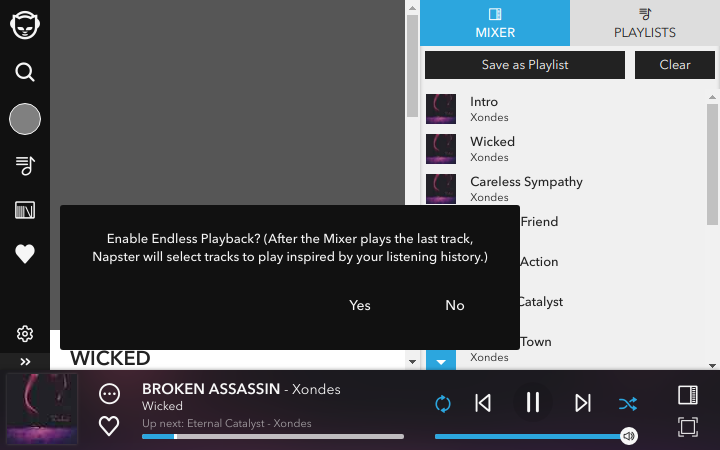 MIXER
PLAYLISTS
Save as Playlist
Clear
Intro
Xondes
Wicked
Xondes
Careless Sympathy
Xondes
Friend
Action
Catalyst
Town
Xondes
Enable Endless Playback? (After the Mixer plays the last track,
Napster will select tracks to play inspired by your listening history.)
Yes
No
WICKED
BROKEN ASSASSIN - Xondes
Wicked
Up next: Eternal Catalyst - Xondes